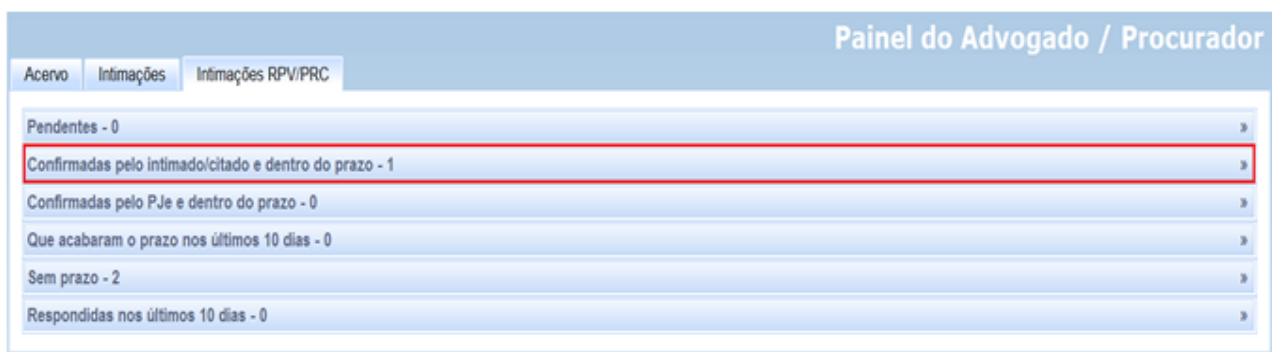 Painel do Advogado / Procurador
Acervo Intimações Intimações RPV/PRC
Pendentes - 0 »
Confirmadas pelo intimado/citado e dentro do prazo - 1 »
Confirmadas pelo PJe e dentro do prazo - 0 »
Que acabaram o prazo nos últimos 10 dias - 0 »
Sem prazo - 2 »
Respondidas nos últimos 10 dias - 0 »